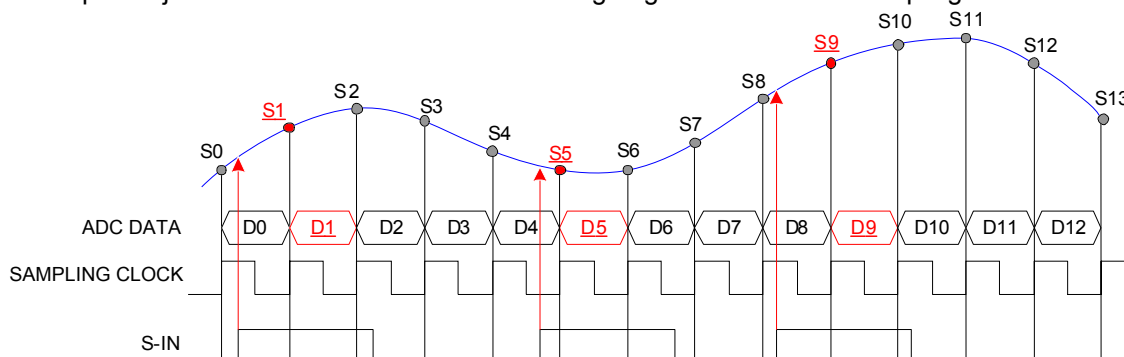 S10 S11
S9 S12
S8
S2 S13
S1 S3
S7
S4
S0 S5 S6
ADC DATA D0 D1 D2 D3 D4 D5 D6 D7 D8 D9 D10 D11 D12
SAMPLING CLOCK
S-IN